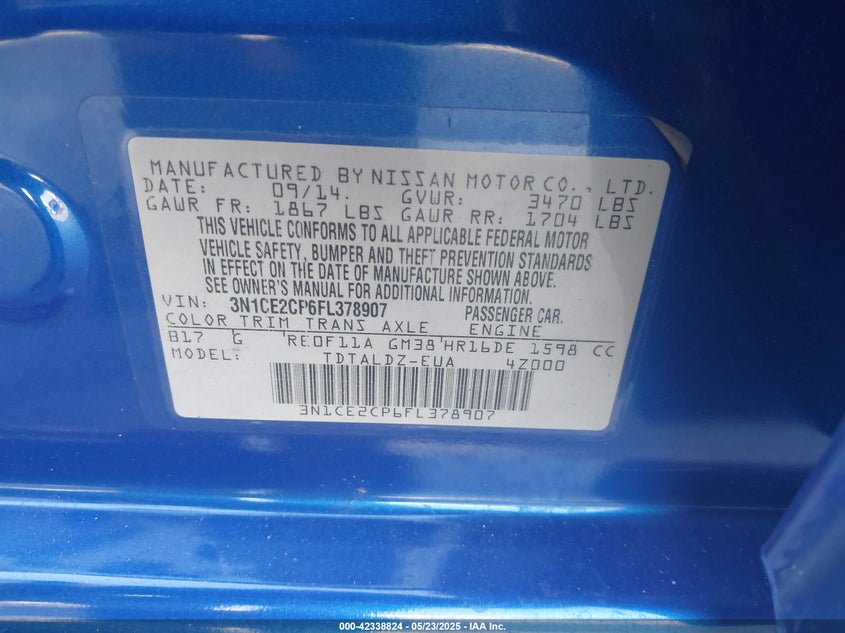 MANUFACTURED BY NISSAN MOTOR CO., LTD.
DATE: 09/14. GVWR: 3470 LBS
GAWR FR: 1867 LBS GAWR RR: 1704 LBS
THIS VEHICLE CONFORMS TO ALL APPLICABLE FEDERAL MOTOR
VEHICLE SAFETY, BUMPER AND THEFT PREVENTION STANDARDS
IN EFFECT ON THE DATE OF MANUFACTURE SHOWN ABOVE.
SEE OWNER'S MANUAL FOR ADDITIONAL INFORMATION.
VIN: 3N1CE2CP6FL378907 PASSENGER CAR.
COLOR TRIM TRANS AXLE ENGINE
B17 G RE0F11A GM38 HR16DE 1598 CC
MODEL: TDTALDZ-EUA 4Z000
3N1CE2CP6FL378907
000-42338824 - 05/23/2025 - IAA Inc.